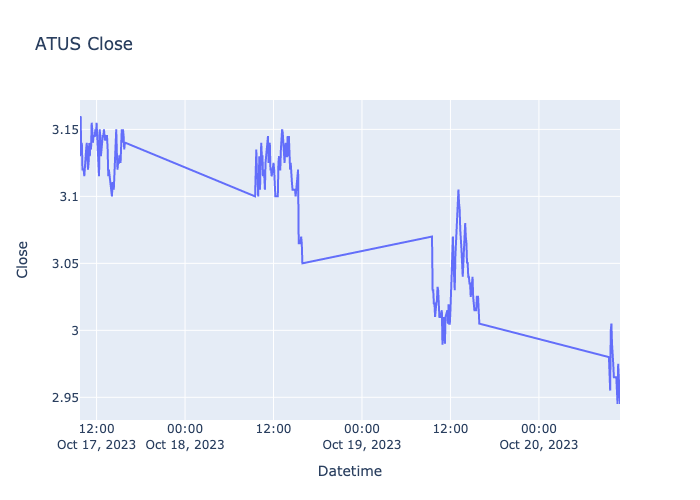 ATUS Close
Close
3.15
3.1
3.05
3
2.95
12:00 00:00 12:00 00:00 12:00 00:00
Oct 17, 2023 Oct 18, 2023 Oct 19, 2023 Oct 20, 2023
Datetime